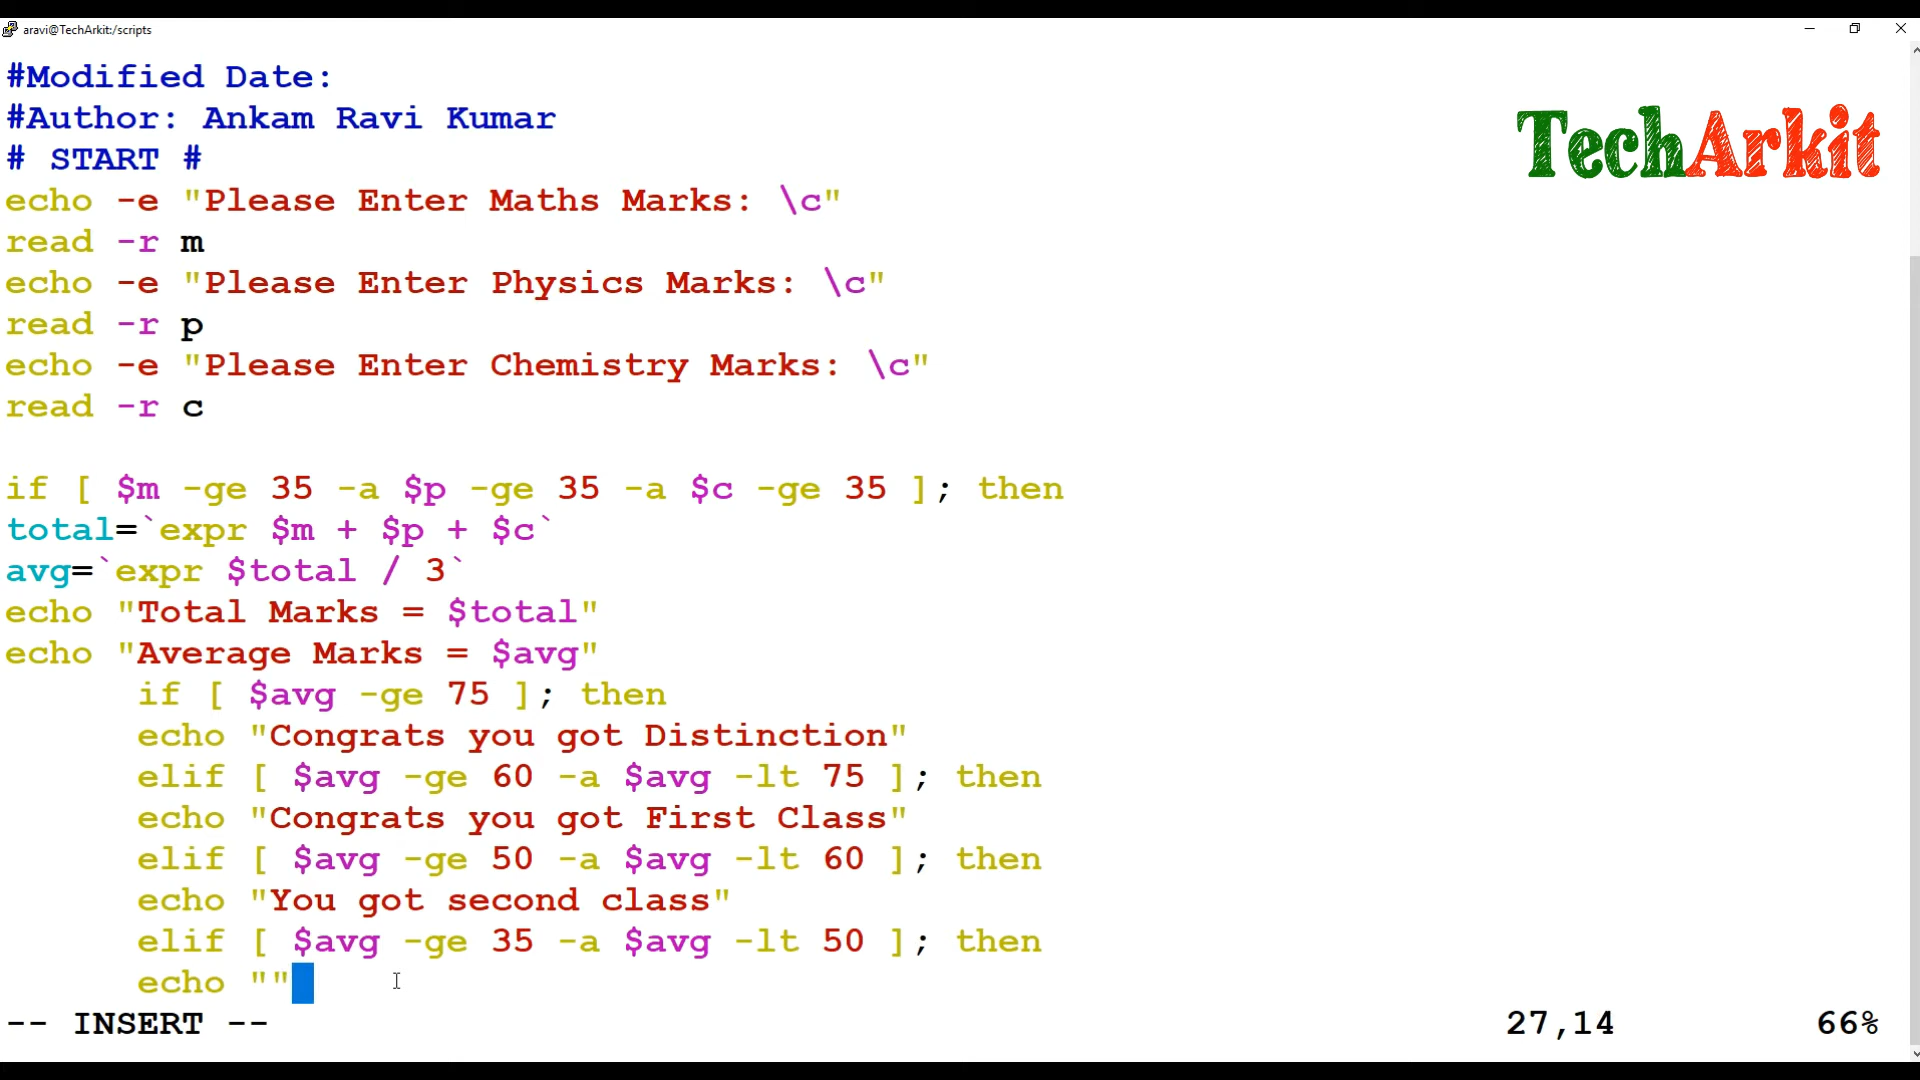 aravi@TechArkit:/scripts
#Modified Date:
#Author: Ankam Ravi Kumar
# START #
TechArkit
echo -e "Please Enter Maths Marks: \c"
read -r m
echo -e "Please Enter Physics Marks: \c"
read -r p
echo -e "Please Enter Chemistry Marks: \c"
read -r c
if [ $m -ge 35 -a $p -ge 35 -a $c -ge 35 ]; then
total=`expr $m + $p + $c`
avg=`expr $total / 3`
echo "Total Marks = $total"
echo "Average Marks = $avg"
if [ $avg -ge 75 ]; then
echo "Congrats you got Distinction"
elif [ $avg -ge 60 -a $avg -lt 75 ]; then
echo "Congrats you got First Class"
elif [ $avg -ge 50 -a $avg -lt 60 ]; then
echo "You got second class"
elif [ $avg -ge 35 -a $avg -lt 50 ]; then
echo ""
-- INSERT -- 27,14 66%